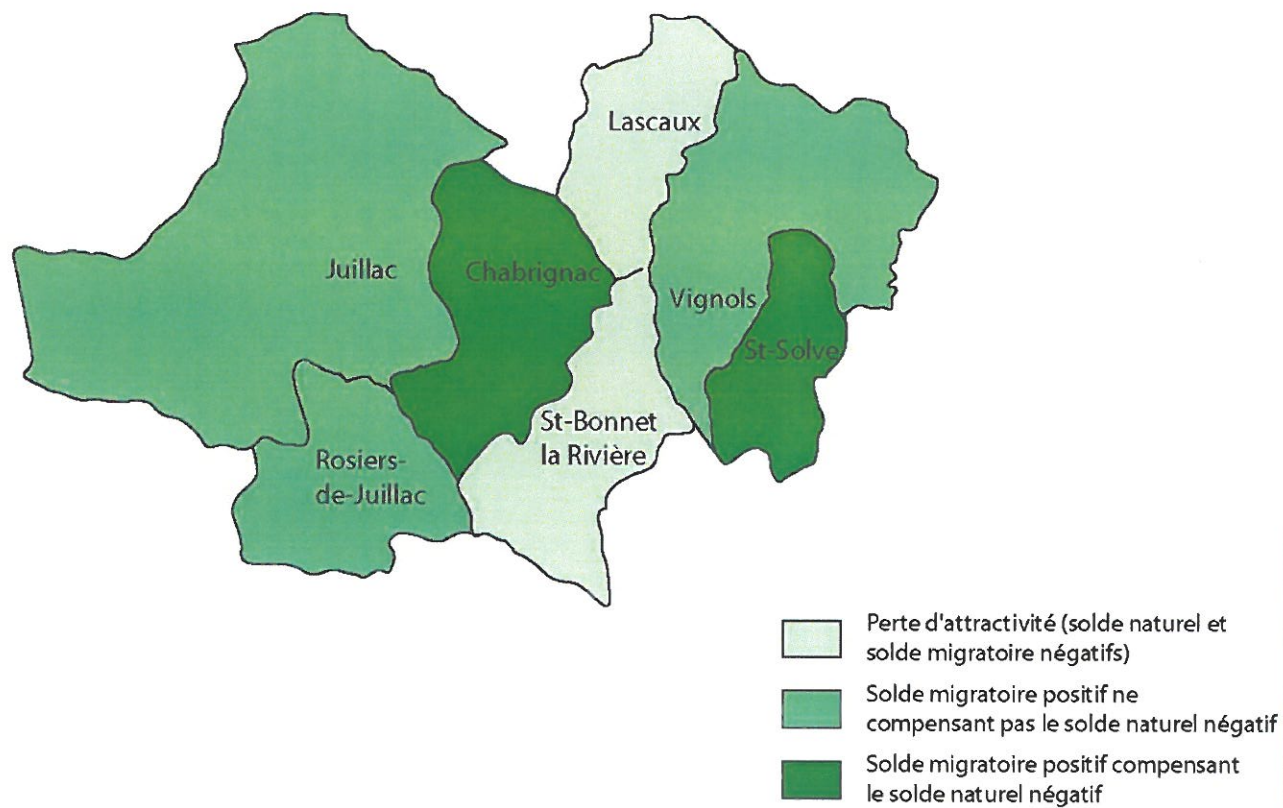 Lascaux
Juillac
Chabrignac
Vignols
St-Solve
St-Bonnet
la Rivière
Rosiers-
de-Juillac
Perte d'attractivité (solde naturel et
solde migratoire négatifs)
Solde migratoire positif ne
compensant pas le solde naturel négatif
Solde migratoire positif compensant
le solde naturel négatif